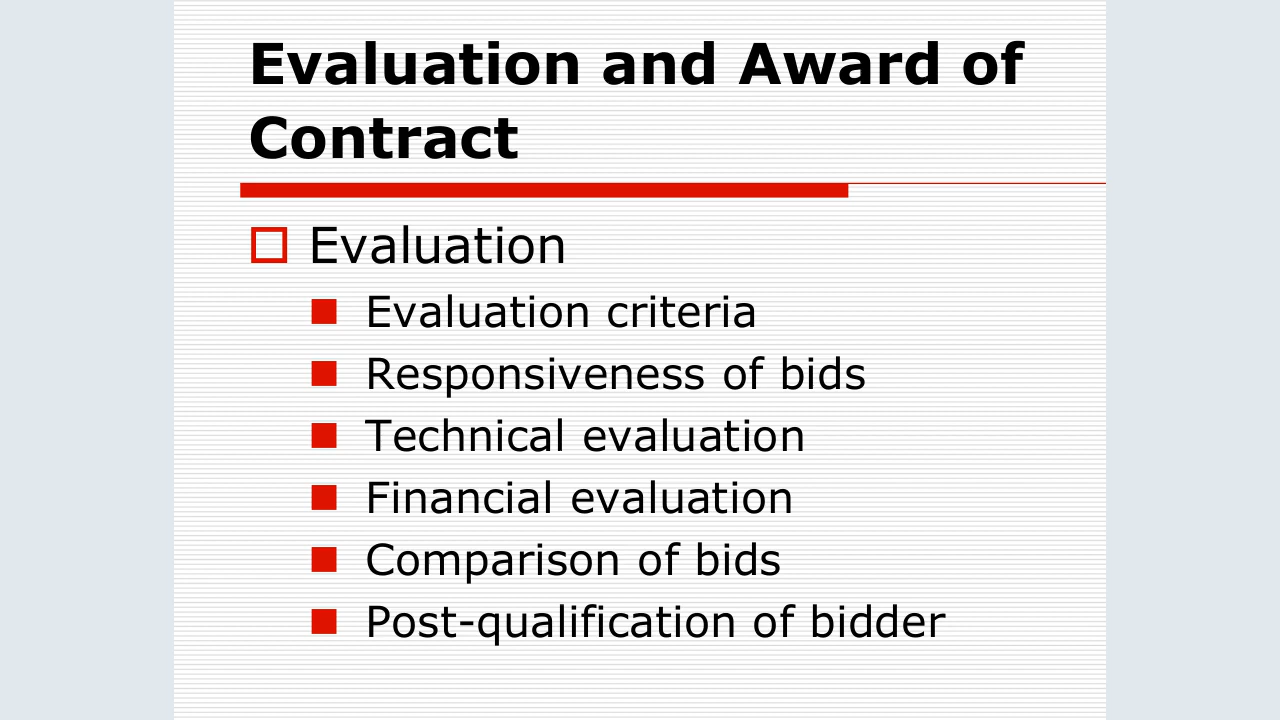 Evaluation and Award of
Contract
Evaluation
Evaluation criteria
Responsiveness of bids
Technical evaluation
Financial evaluation
Comparison of bids
Post-qualification of bidder